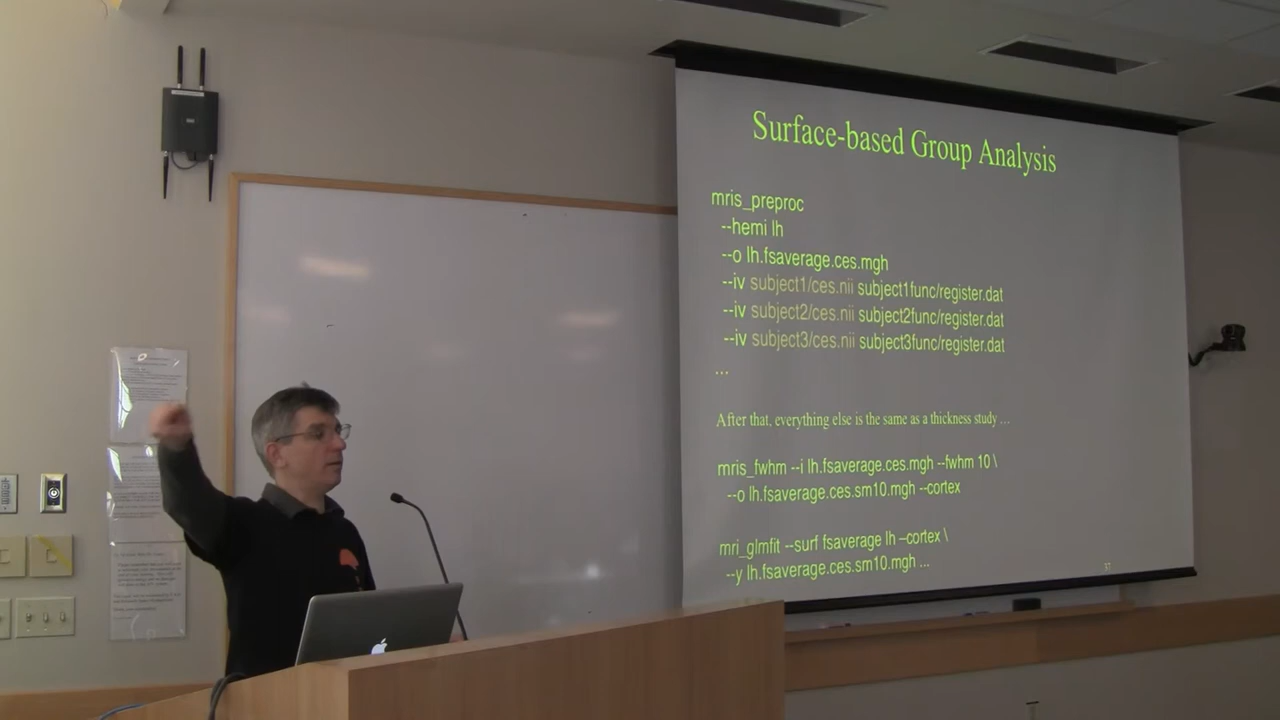 Surface-based Group Analysis
mris_preproc
--hemi lh
--o lh.fsaverage.ces.mgh
--iv subject1/ces.nii subject1func/register.dat
--iv subject2/ces.nii subject2func/register.dat
--iv subject3/ces.nii subject3func/register.dat
...
After that, everything else is the same as a thickness study ...
mris_fwhm --i lh.fsaverage.ces.mgh --fwhm 10 \
--o lh.fsaverage.ces.sm10.mgh --cortex
mri_glmfit --surf fsaverage lh –cortex \
--y lh.fsaverage.ces.sm10.mgh ...